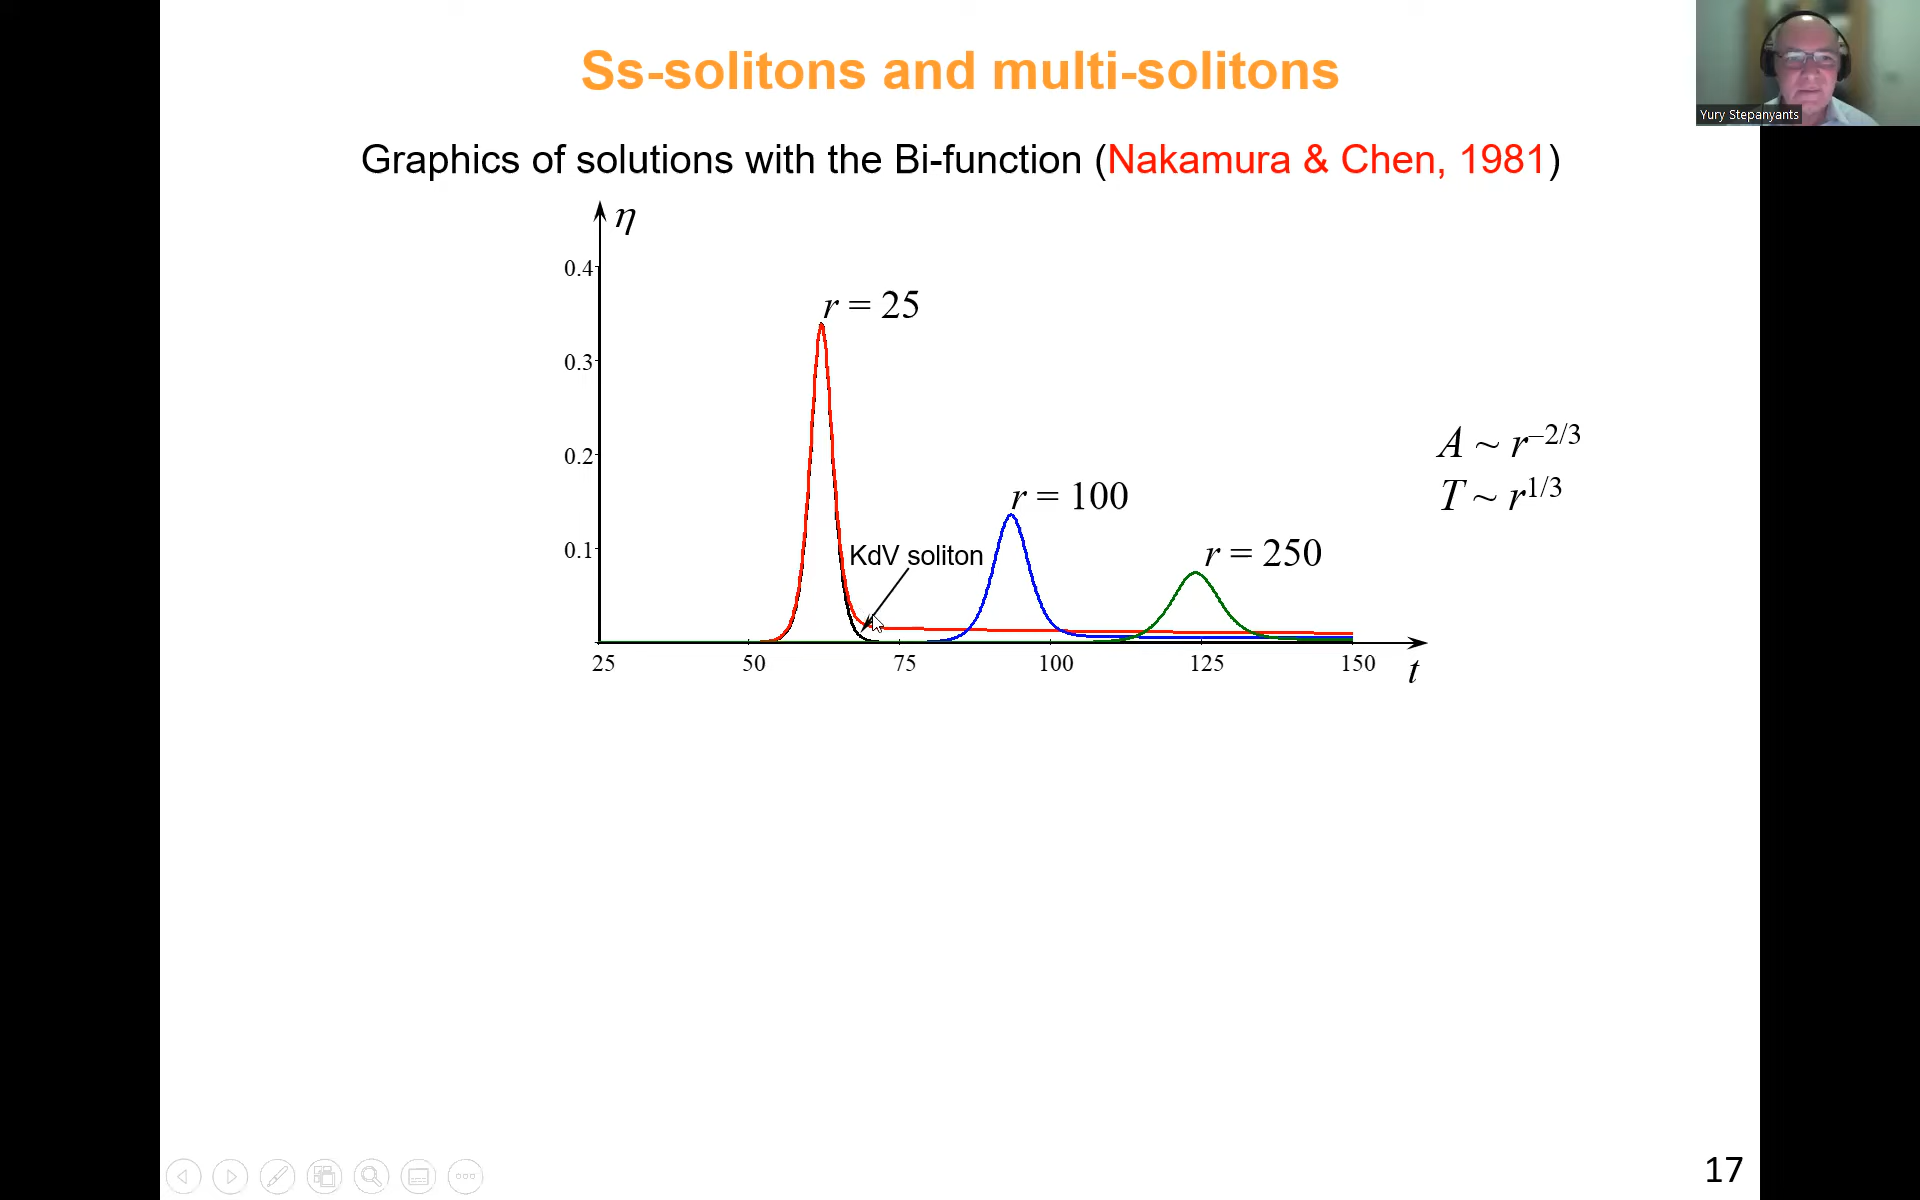 Ss-solitons and multi-solitons
Yury Stepanyants
Graphics of solutions with the Bi-function (Nakamura & Chen, 1981)
η
0.4
r = 25
0.3
A ~ r–2/3
0.2
T ~ r1/3
r = 100
0.1
KdV soliton
r = 250
25 50 75 100 125 150
t
17